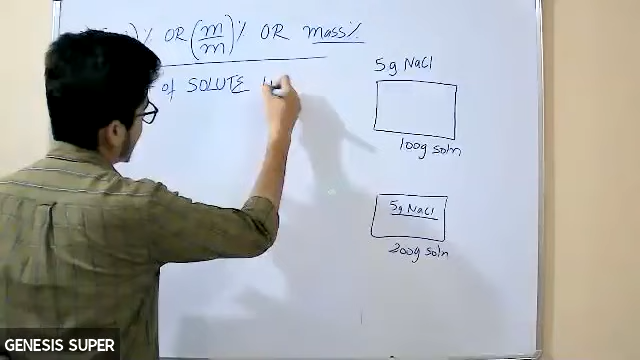 % OR (m/m) % OR mass %
of SOLUTE
5g NaCl
100g soln
5g NaCl
200g soln
GENESIS SUPER